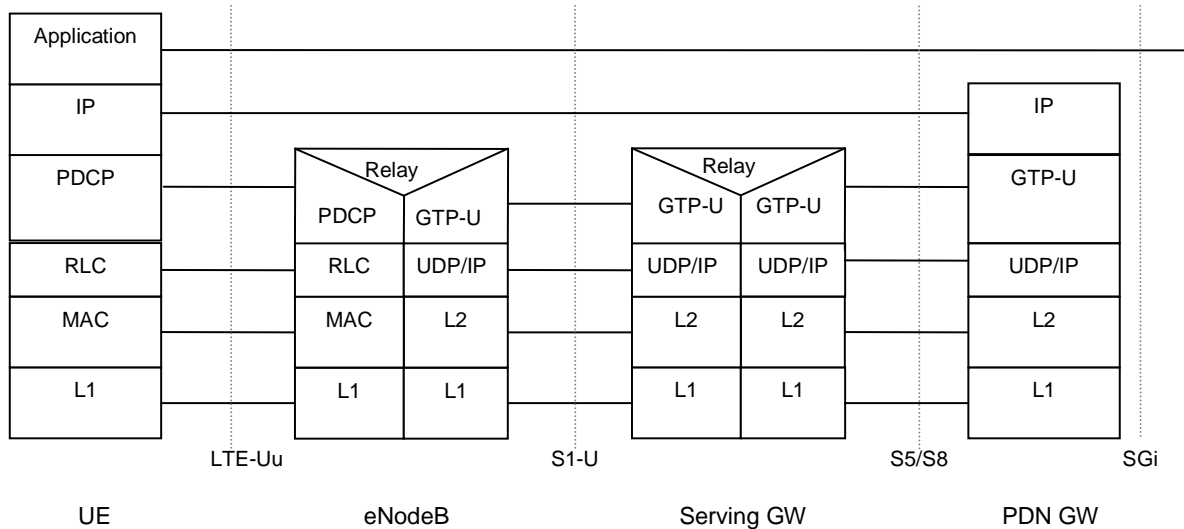 Application
IP
IP
PDCP
Relay
Relay
GTP-U
PDCP GTP-U
GTP-U GTP-U
RLC
RLC UDP/IP
UDP/IP UDP/IP
UDP/IP
MAC
MAC L2
L2 L2
L2
L1
L1 L1
L1 L1
L1
LTE-Uu
S1-U
S5/S8
SGi
UE
eNodeB
Serving GW
PDN GW